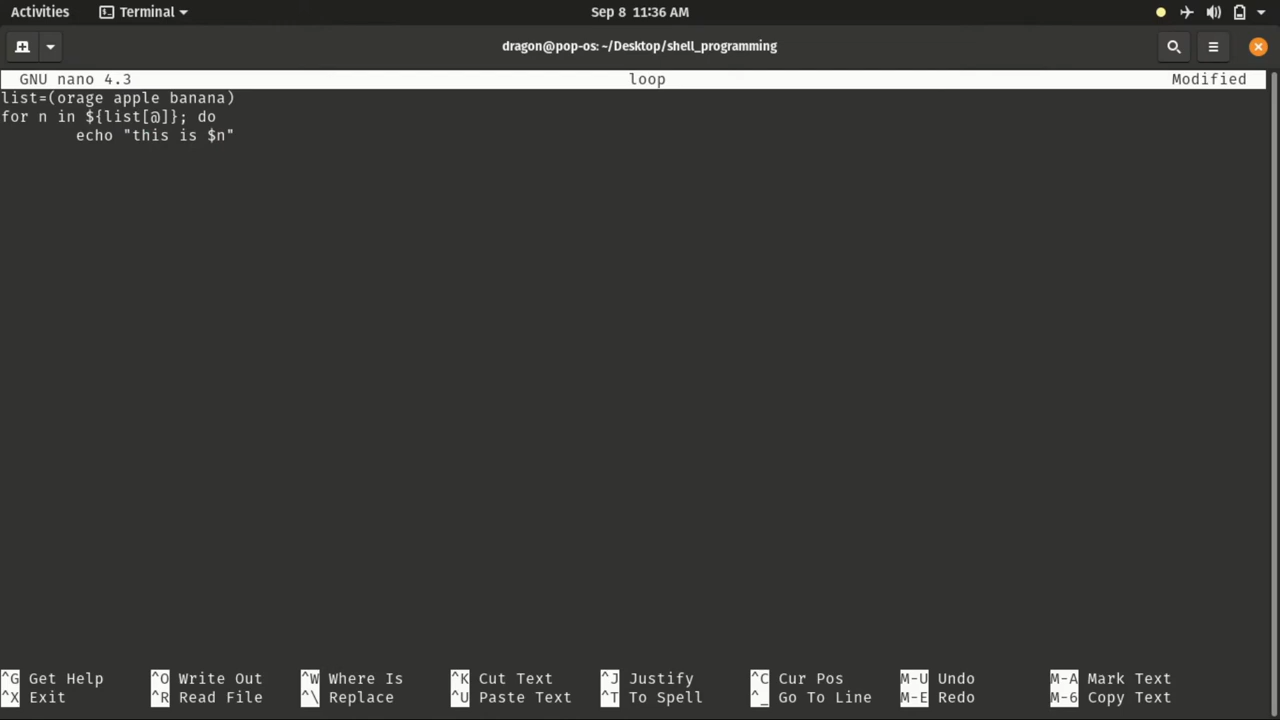 Activities Terminal Sep 8 11:36 AM
dragon@pop-os: ~/Desktop/shell_programming
GNU nano 4.3 loop Modified
list=(orage apple banana)
for n in ${list[@]}; do
echo "this is $n"
^G Get Help ^O Write Out ^W Where Is ^K Cut Text ^J Justify ^C Cur Pos M-U Undo M-A Mark Text
^X Exit ^R Read File ^\ Replace ^U Paste Text ^T To Spell ^_ Go To Line M-E Redo M-6 Copy Text